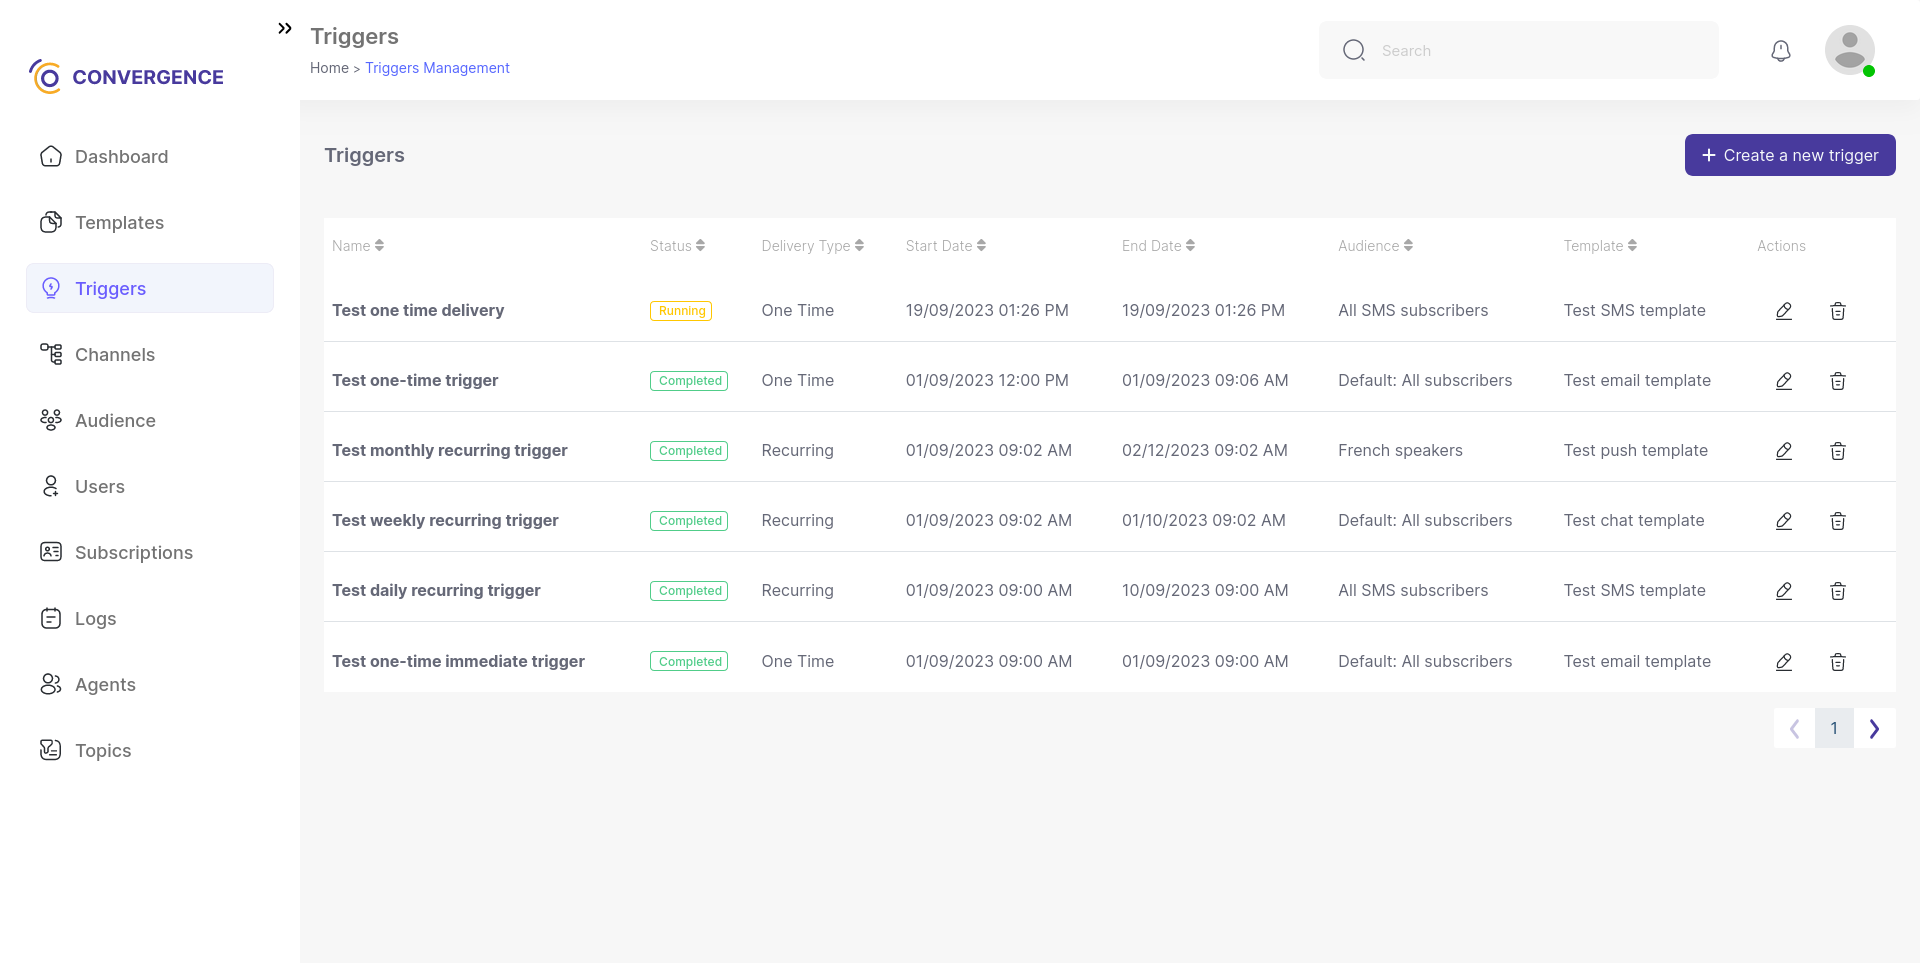 Triggers
Home > Triggers Management
Search
CONVERGENCE
Dashboard
Templates
Triggers
Channels
Audience
Users
Subscriptions
Logs
Agents
Topics
Triggers
+ Create a new trigger
Name Status Delivery Type Start Date End Date Audience Template Actions
Test one time delivery Running One Time 19/09/2023 01:26 PM 19/09/2023 01:26 PM All SMS subscribers Test SMS template
Test one-time trigger Completed One Time 01/09/2023 12:00 PM 01/09/2023 09:06 AM Default: All subscribers Test email template
Test monthly recurring trigger Completed Recurring 01/09/2023 09:02 AM 02/12/2023 09:02 AM French speakers Test push template
Test weekly recurring trigger Completed Recurring 01/09/2023 09:02 AM 01/10/2023 09:02 AM Default: All subscribers Test chat template
Test daily recurring trigger Completed Recurring 01/09/2023 09:00 AM 10/09/2023 09:00 AM All SMS subscribers Test SMS template
Test one-time immediate trigger Completed One Time 01/09/2023 09:00 AM 01/09/2023 09:00 AM Default: All subscribers Test email template
1